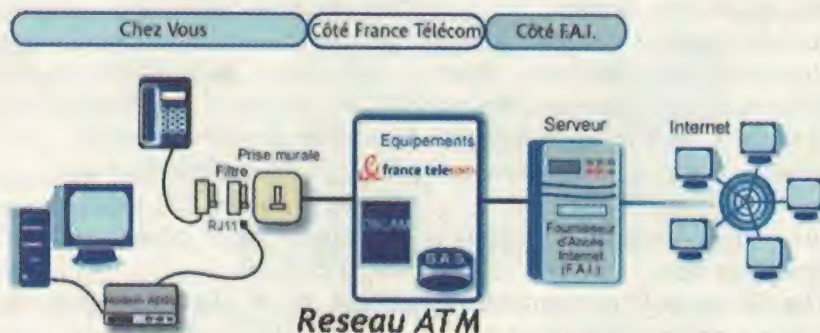 Chez Vous
Côté France Télécom
Côté F.A.I.
Equipements
france telecom
Prise murale
Filtre
RJ11
Modem ADSL
DSLAM
B.A.S
Serveur
Fournisseur
d'Accès
Internet
(F.A.I.)
Internet
Reseau ATM